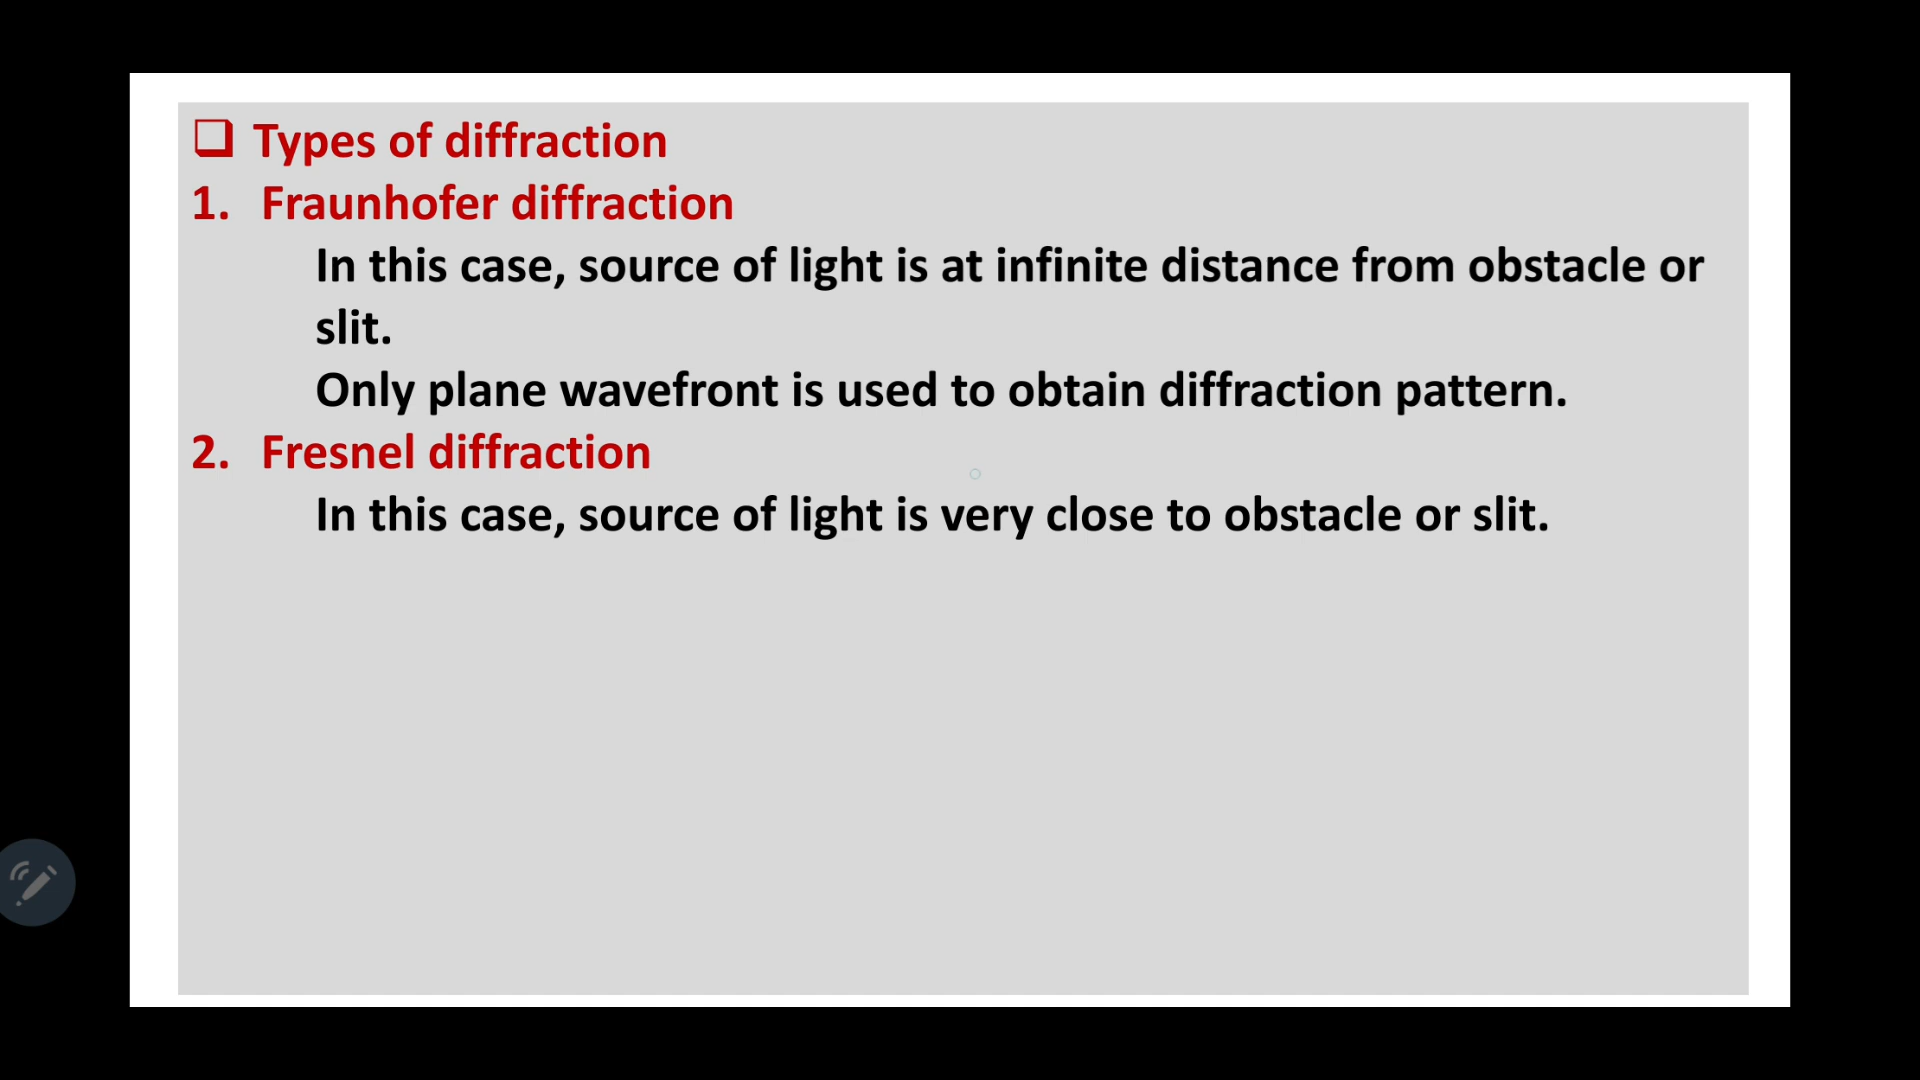 ❑ Types of diffraction
1. Fraunhofer diffraction
In this case, source of light is at infinite distance from obstacle or
slit.
Only plane wavefront is used to obtain diffraction pattern.
2. Fresnel diffraction
In this case, source of light is very close to obstacle or slit.